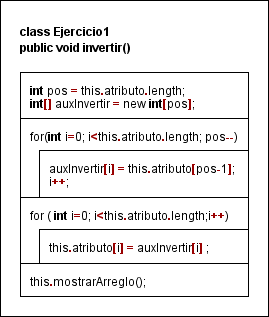 class Ejercicio1
public void invertir()
int pos = this.atributo.length;
int[] auxInvertir = new int[pos];
for(int i=0; i<this.atributo.length; pos--)
auxInvertir[i] = this.atributo[pos-1];
i++;
for ( int i=0; i<this.atributo.length;i++)
this.atributo[i] = auxInvertir[i] ;
this.mostrarArreglo();